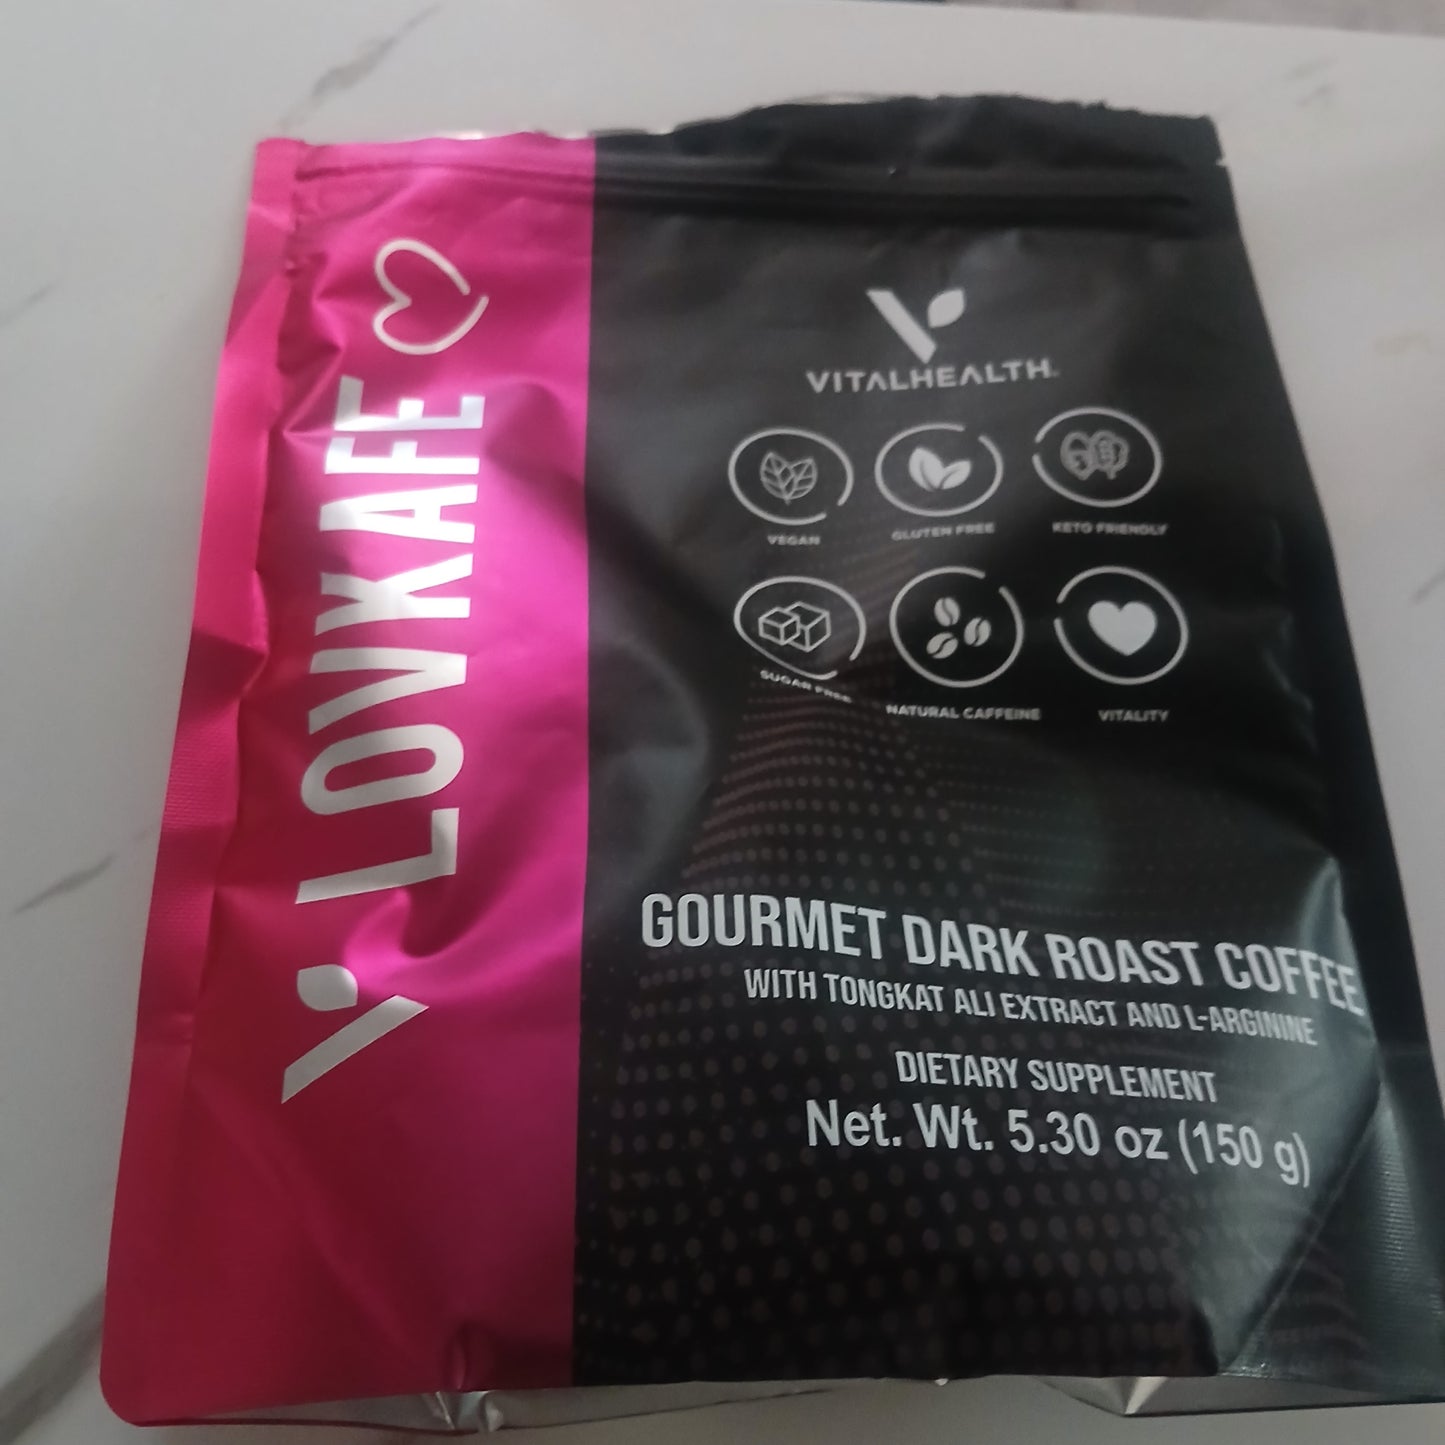 V LOVKAFE
VITALHEALTH
VEGAN
GLUTEN FREE
KETO FRIENDLY
SUGAR FREE
NATURAL CAFFEINE
VITALITY
GOURMET DARK ROAST COFFEE
WITH TONGKAT ALI EXTRACT AND L-ARGININE
DIETARY SUPPLEMENT
Net. Wt. 5.30 oz (150 g)